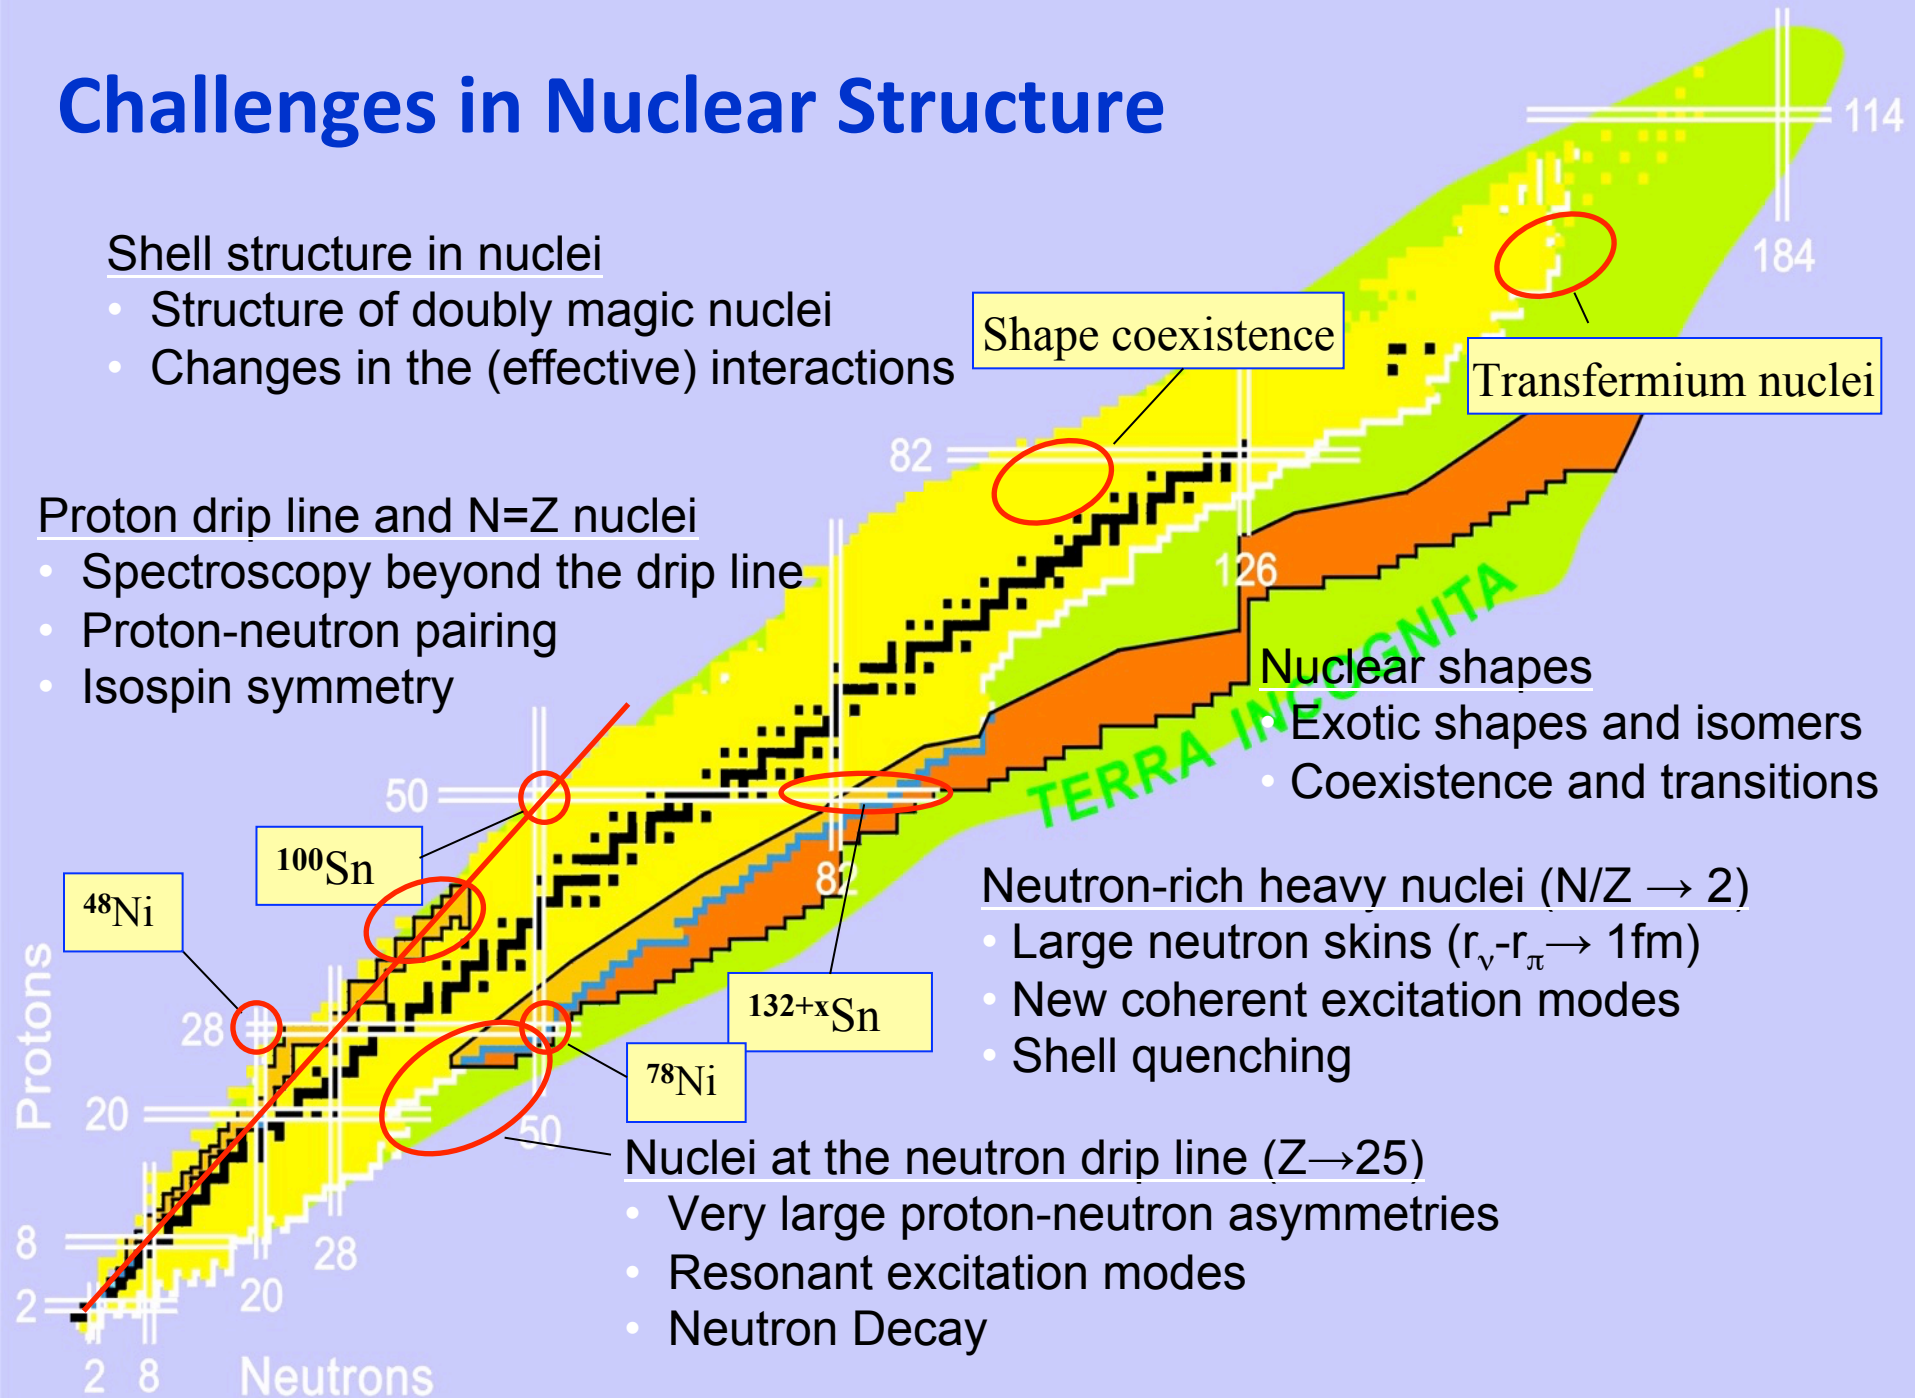 Challenges in Nuclear Structure
114
184
Shell structure in nuclei
• Structure of doubly magic nuclei
• Changes in the (effective) interactions
Shape coexistence
Transfermium nuclei
82
Proton drip line and N=Z nuclei
• Spectroscopy beyond the drip line
• Proton-neutron pairing
• Isospin symmetry
126
TERRA INCOGNITA
Nuclear shapes
• Exotic shapes and isomers
• Coexistence and transitions
50
100Sn
82
48Ni
Neutron-rich heavy nuclei (N/Z → 2)
• Large neutron skins (rν-rπ→ 1fm)
• New coherent excitation modes
• Shell quenching
132+xSn
28
78Ni
Protons
20
50
Nuclei at the neutron drip line (Z→25)
• Very large proton-neutron asymmetries
• Resonant excitation modes
• Neutron Decay
8
28
2
20
2 8
Neutrons